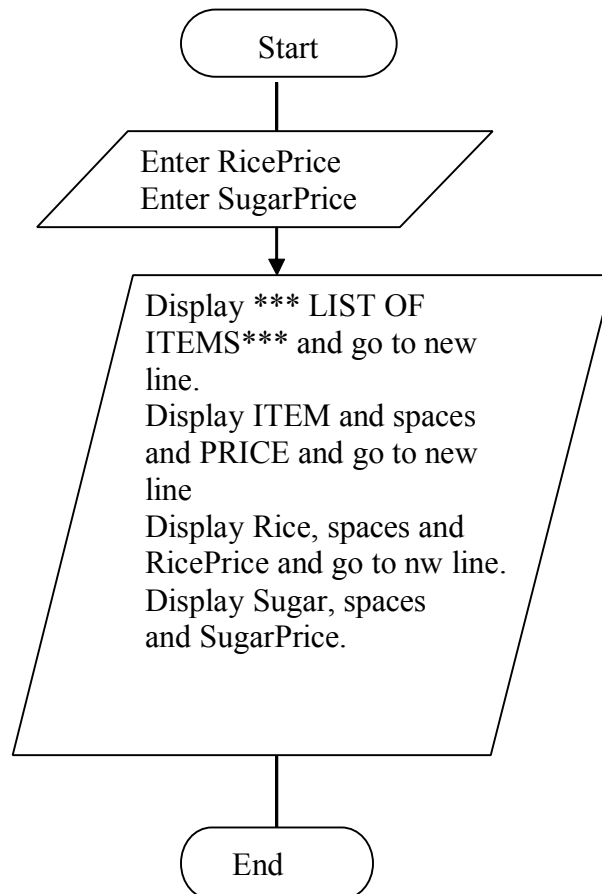 Start
Enter RicePrice
Enter SugarPrice
Display *** LIST OF
ITEMS*** and go to new
line.
Display ITEM and spaces
and PRICE and go to new
line
Display Rice, spaces and
RicePrice and go to nw line.
Display Sugar, spaces
and SugarPrice.
End